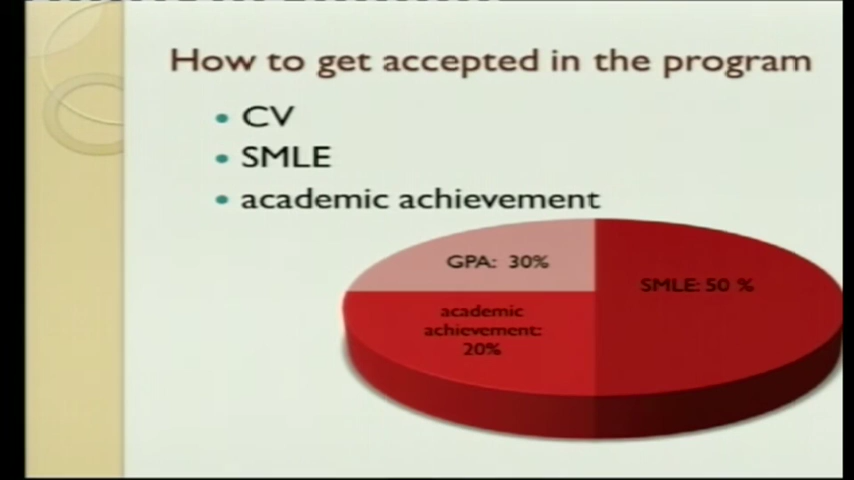 How to get accepted in the program
• CV
• SMLE
• academic achievement
GPA: 30%
SMLE: 50 %
academic
achievement:
20%